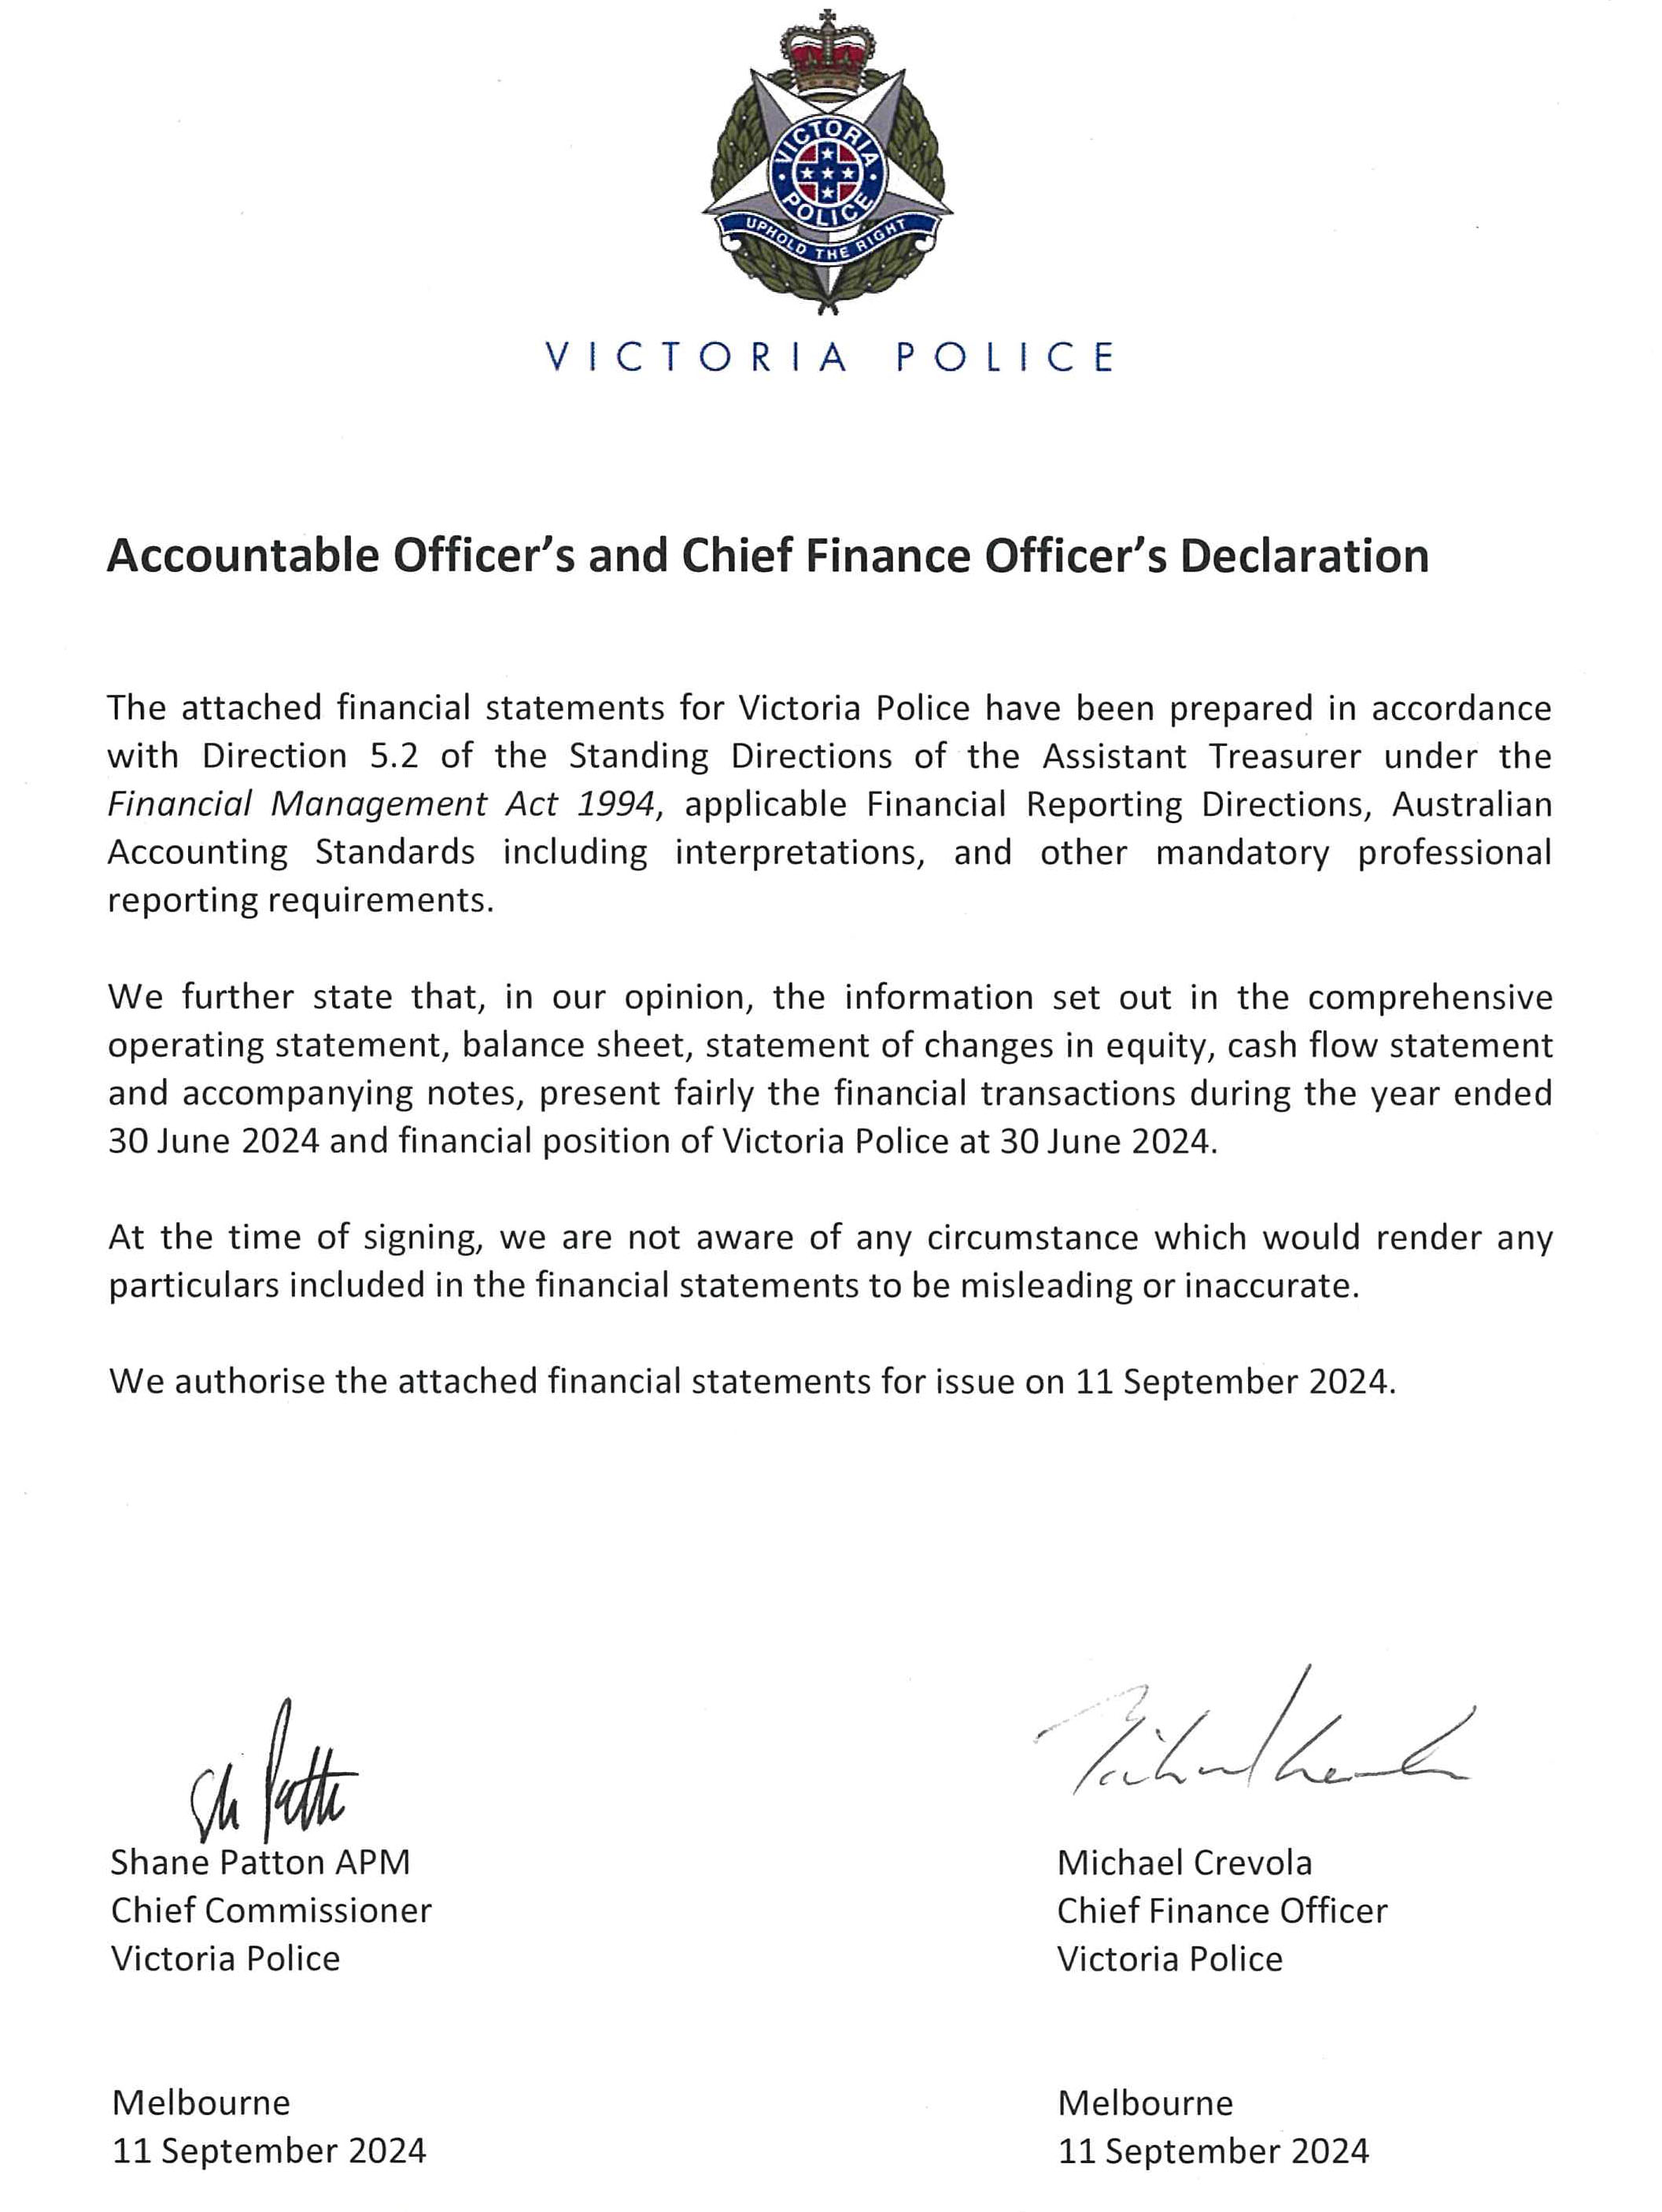 VICTORIA
POLICE
UPHOLD THE RIGHT
VICTORIA POLICE
Accountable Officer’s and Chief Finance Officer’s Declaration
The attached financial statements for Victoria Police have been prepared in accordance
with Direction 5.2 of the Standing Directions of the Assistant Treasurer under the
Financial Management Act 1994, applicable Financial Reporting Directions, Australian
Accounting Standards including interpretations, and other mandatory professional
reporting requirements.
We further state that, in our opinion, the information set out in the comprehensive
operating statement, balance sheet, statement of changes in equity, cash flow statement
and accompanying notes, present fairly the financial transactions during the year ended
30 June 2024 and financial position of Victoria Police at 30 June 2024.
At the time of signing, we are not aware of any circumstance which would render any
particulars included in the financial statements to be misleading or inaccurate.
We authorise the attached financial statements for issue on 11 September 2024.
Shane Patton APM
Chief Commissioner
Victoria Police
Michael Crevola
Chief Finance Officer
Victoria Police
Melbourne
11 September 2024
Melbourne
11 September 2024